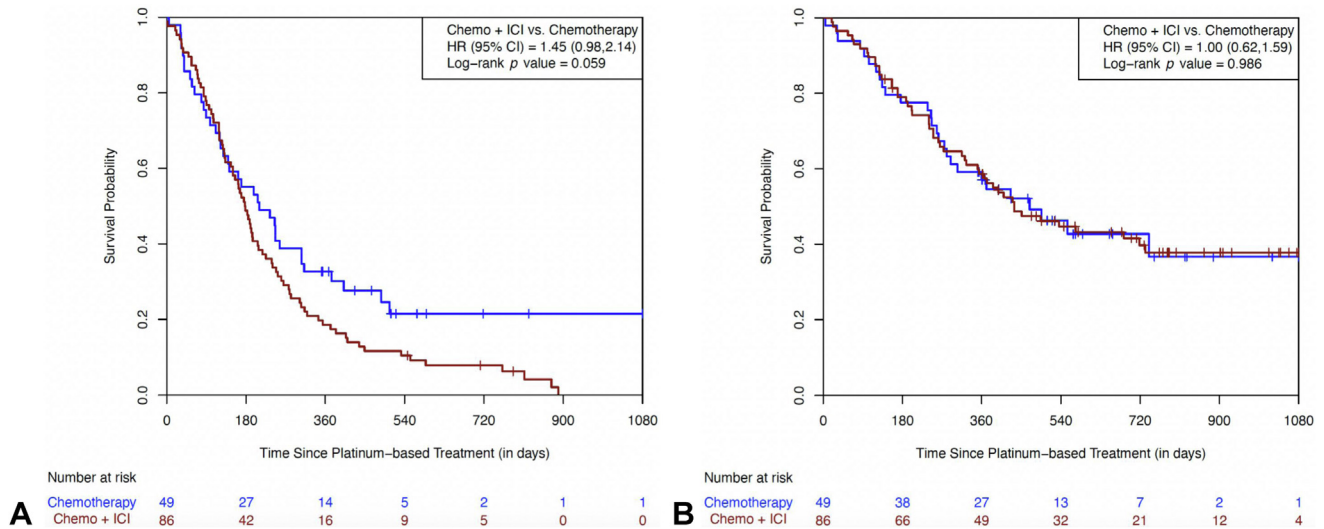 Chemo + ICI vs. Chemotherapy
HR (95% CI) = 1.45 (0.98,2.14)
Log−rank p value = 0.059
Survival Probability
1.0
0.8
0.6
0.4
0.2
0.0
0 180 360 540 720 900 1080
Time Since Platinum−based Treatment (in days)
Number at risk
Chemotherapy 49 27 14 5 2 1 1
Chemo + ICI 86 42 16 9 5 0 0
A
Chemo + ICI vs. Chemotherapy
HR (95% CI) = 1.00 (0.62,1.59)
Log−rank p value = 0.986
Survival Probability
1.0
0.8
0.6
0.4
0.2
0.0
0 180 360 540 720 900 1080
Time Since Platinum−based Treatment (in days)
Number at risk
Chemotherapy 49 38 27 13 7 2 1
Chemo + ICI 86 66 49 32 21 12 4
B